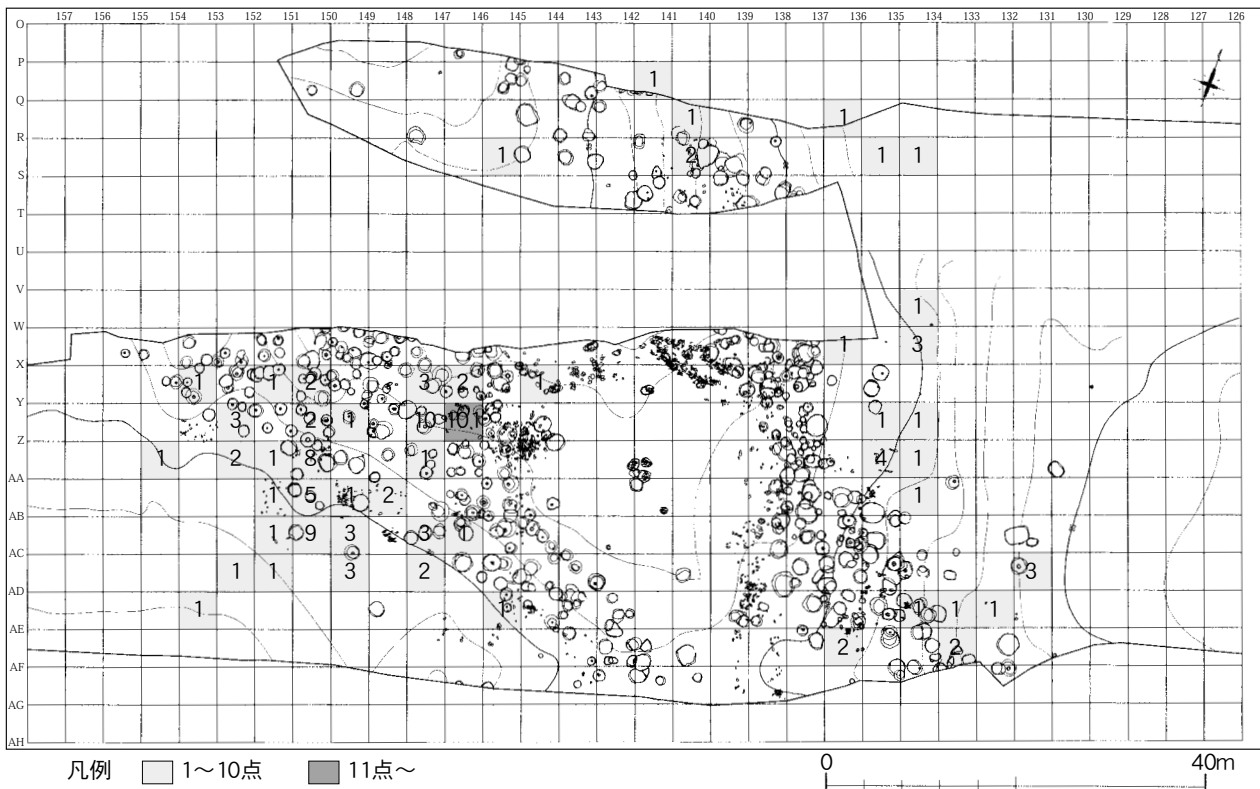 157 156 155 154 153 152 151 150 149 148 147 146 145 144 143 142 141 140 139 138 137 136 135 134 133 132 131 130 129 128 127 126
O
P
1
Q
1 1
R
1 2 1 1
S
T
U
V
1
W
1 3
X
1 1 2 3 2 1
Y
3 2 1 10 101 1 1
Z
1 2 1 8 1 4 1
AA
1 5 1 2 1
AB
1 9 3 3 1
AC
1 1 3 2 3
AD
1 1 1 1 1
AE
2 2
AF
AG
AH
凡例 1〜10点 11点〜
0 40m